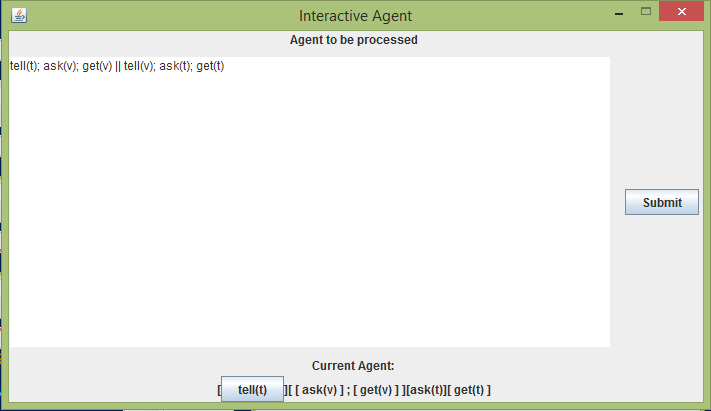 Interactive Agent
Agent to be processed
tell(t); ask(v); get(v) || tell(v); ask(t); get(t)
Submit
Current Agent:
[ tell(t) ][ [ ask(v) ] ; [ get(v) ] ][ask(t)][ get(t) ]